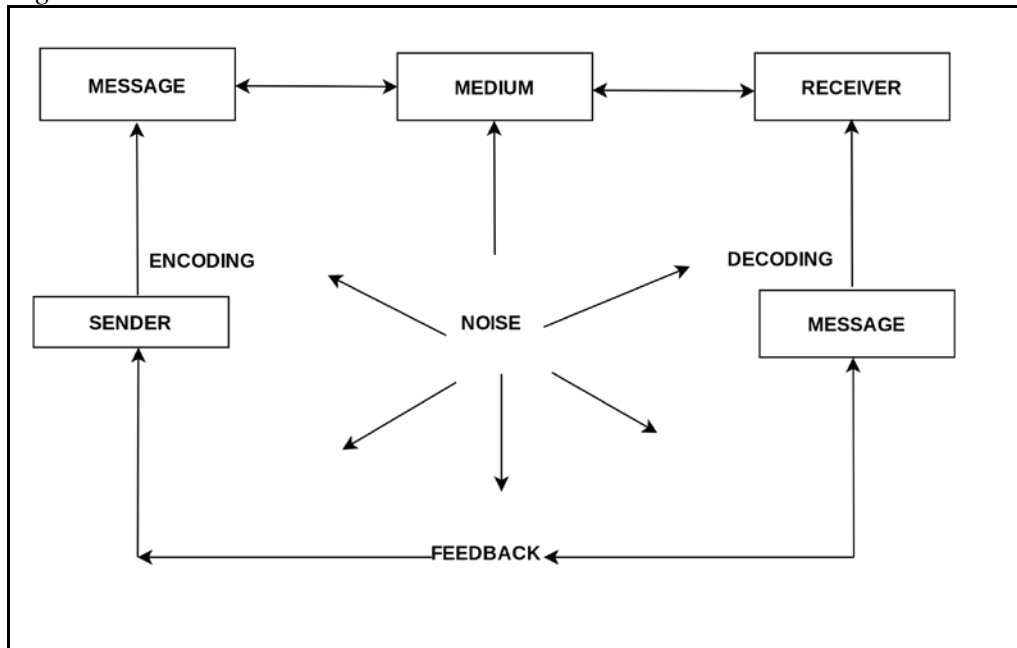 MESSAGE
MEDIUM
RECEIVER
ENCODING
DECODING
SENDER
NOISE
MESSAGE
FEEDBACK